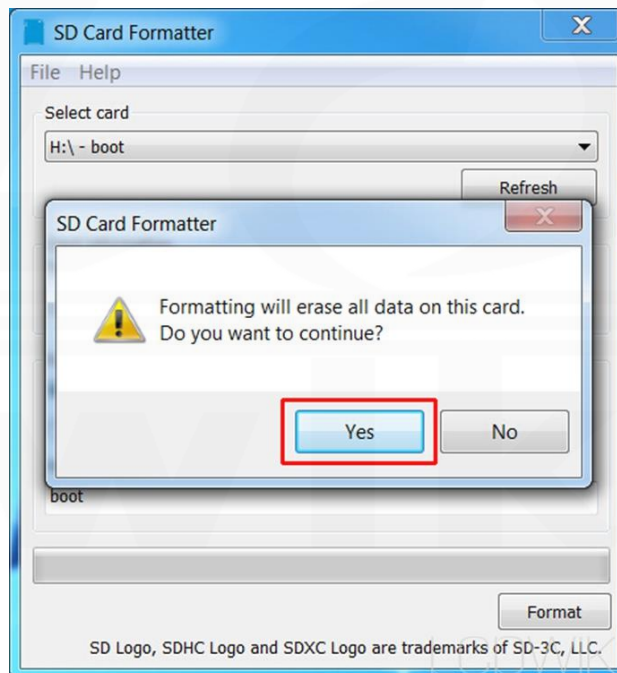 SD Card Formatter
File Help
Select card
H:\ - boot
Refresh
SD Card Formatter
Formatting will erase all data on this card.
Do you want to continue?
Yes
No
boot
Format
SD Logo, SDHC Logo and SDXC Logo are trademarks of SD-3C, LLC.
LCDWIKI